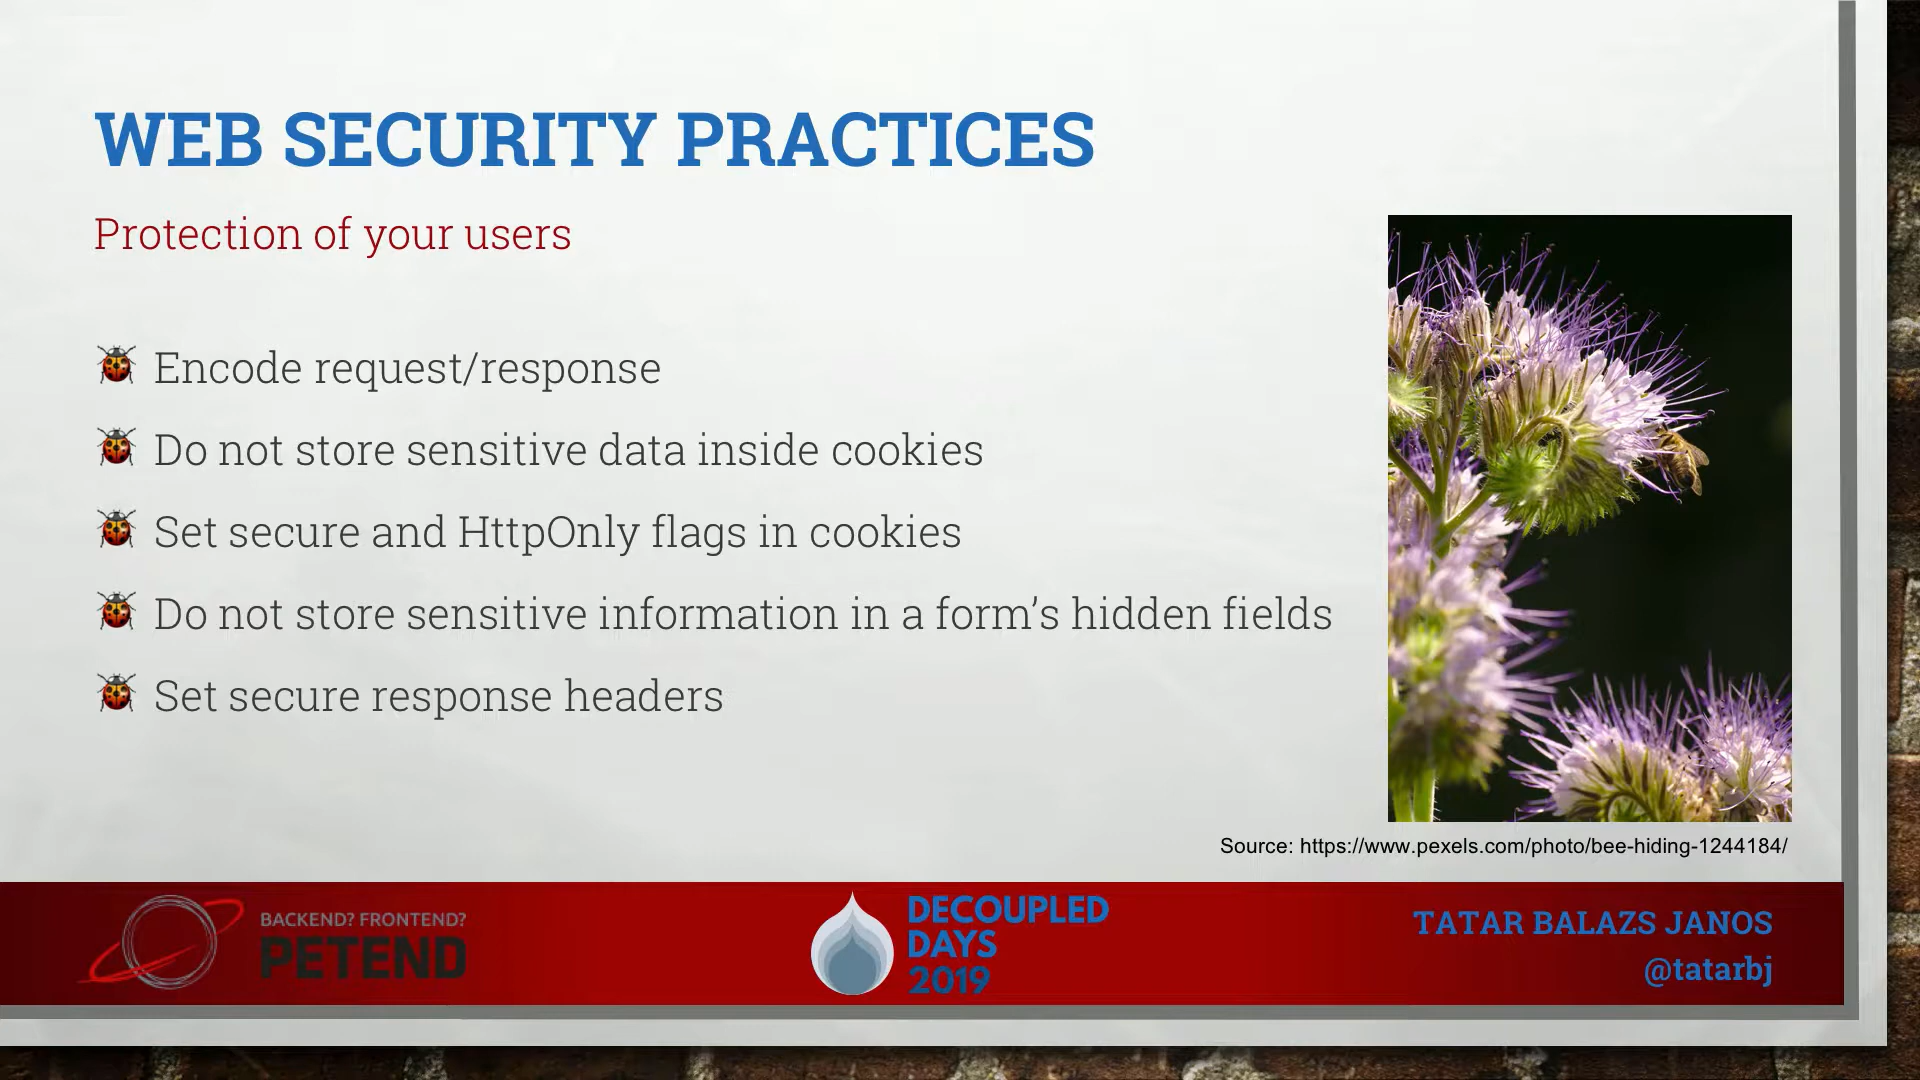 WEB SECURITY PRACTICES
Protection of your users
Encode request/response
Do not store sensitive data inside cookies
Set secure and HttpOnly flags in cookies
Do not store sensitive information in a form’s hidden fields
Set secure response headers
Source: https://www.pexels.com/photo/bee-hiding-1244184/
BACKEND? FRONTEND?
PETEND
DECOUPLED
DAYS
2019
TATAR BALAZS JANOS
@tatarbj